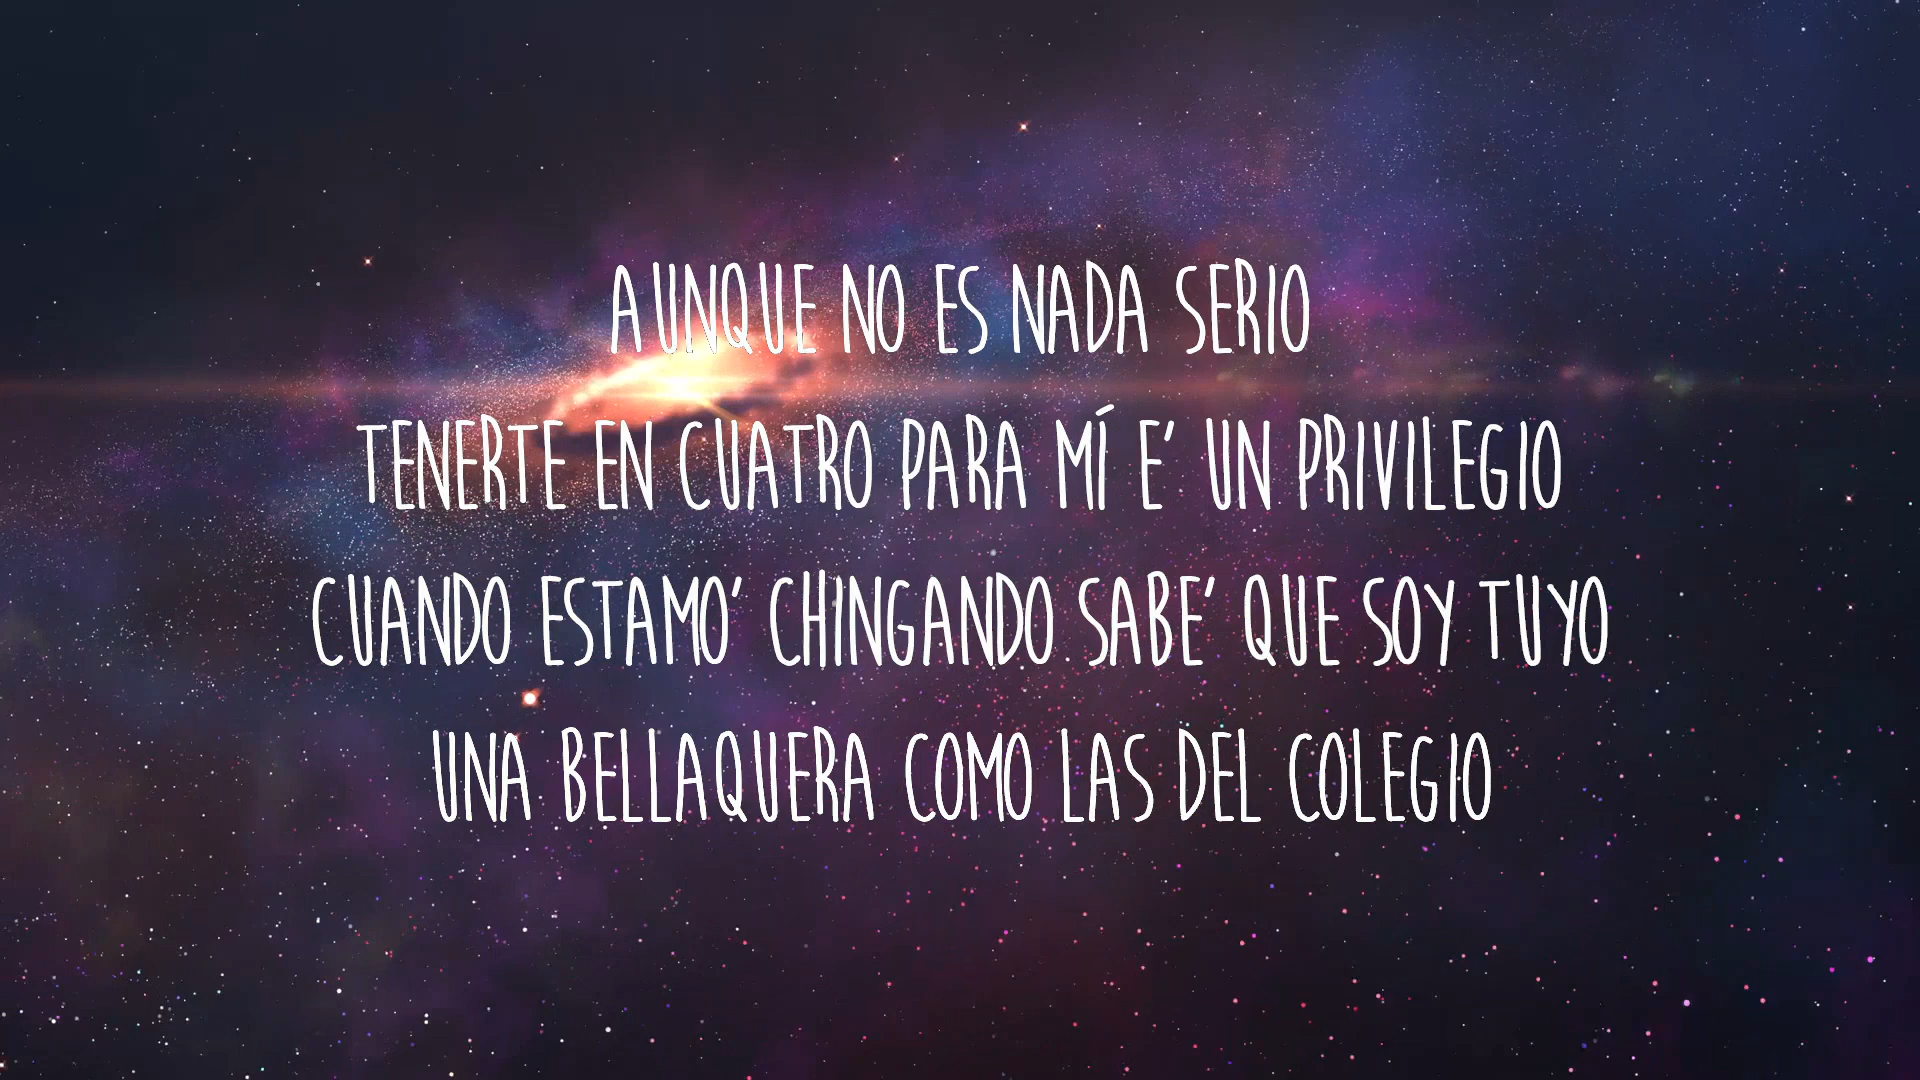 AUNQUE NO ES NADA SERIO
TENERTE EN CUATRO PARA MÍ E' UN PRIVILEGIO
CUANDO ESTAMO' CHINGANDO SABE' QUE SOY TUYO
UNA BELLAQUERA COMO LAS DEL COLEGIO